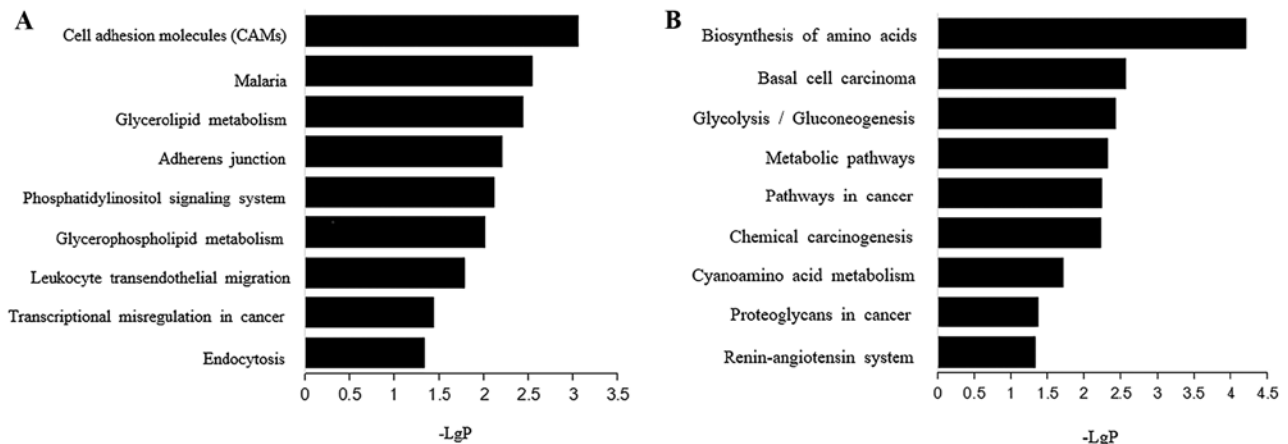 A
Cell adhesion molecules (CAMs)
Malaria
Glycerolipid metabolism
Adherens junction
Phosphatidylinositol signaling system
Glycerophospholipid metabolism
Leukocyte transendothelial migration
Transcriptional misregulation in cancer
Endocytosis
0 0.5 1 1.5 2 2.5 3 3.5
-LgP
B
Biosynthesis of amino acids
Basal cell carcinoma
Glycolysis / Gluconeogenesis
Metabolic pathways
Pathways in cancer
Chemical carcinogenesis
Cyanoamino acid metabolism
Proteoglycans in cancer
Renin-angiotensin system
0 0.5 1 1.5 2 2.5 3 3.5 4 4.5
-LgP